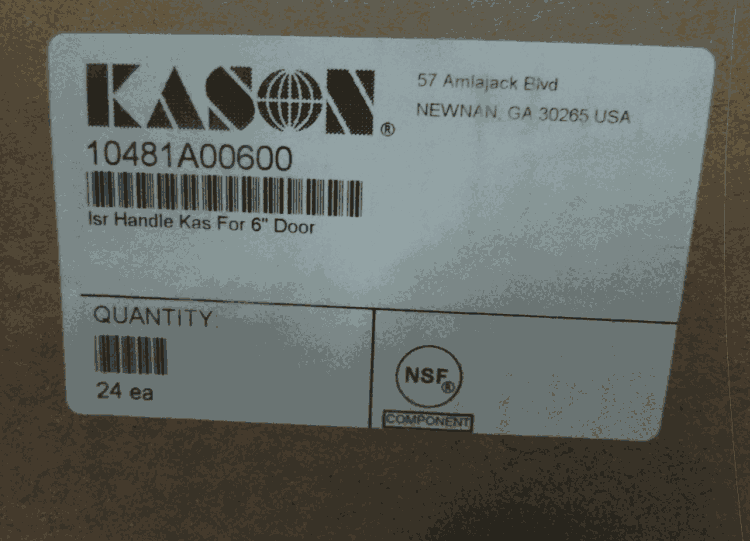 KASON®
57 Amlajack Blvd
NEWNAN, GA 30265 USA
10481A00600
Isr Handle Kas For 6" Door
QUANTITY
24 ea
NSF®
COMPONENT